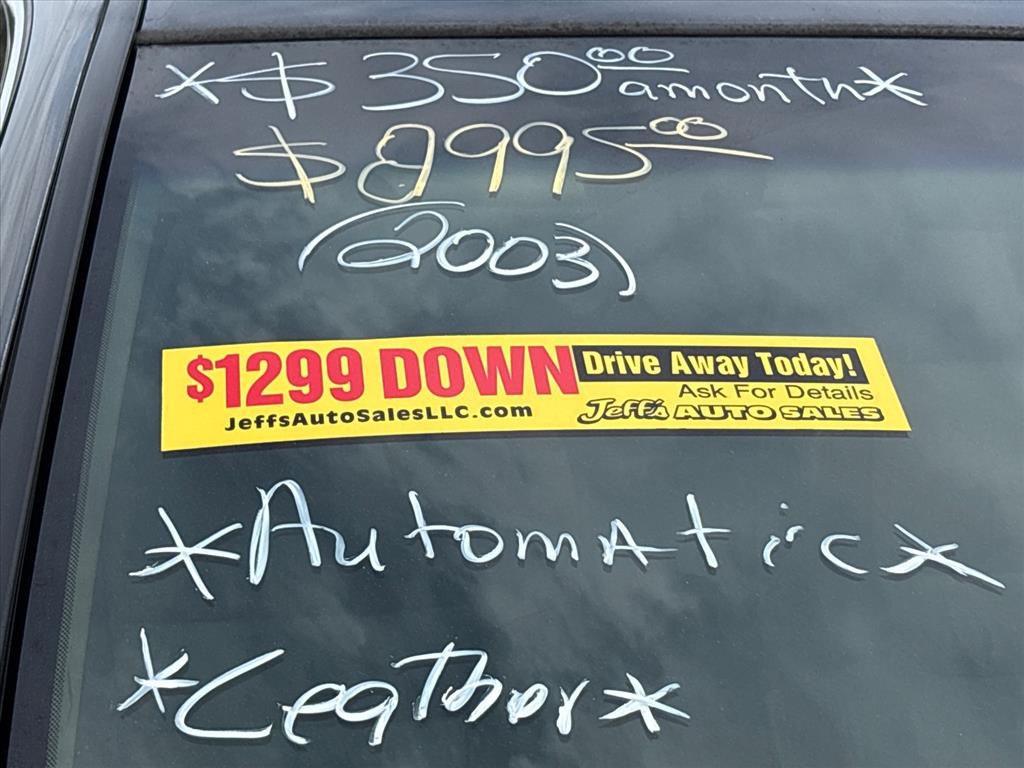 *$350.00 a month*
$8995.00
(2003)
$1299 DOWN Drive Away Today!
Ask For Details
JeffsAutoSalesLLC.com Jeff's AUTO SALES
*Automatic*
*Leather*